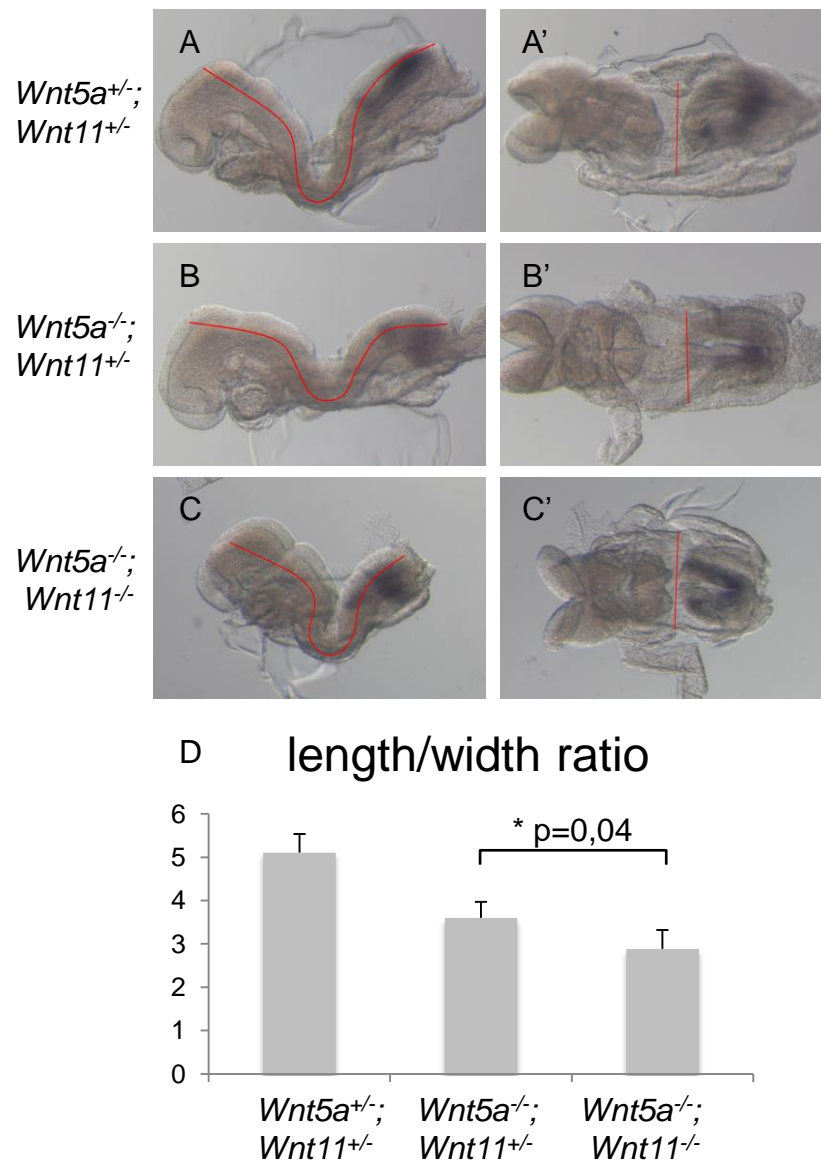 A
A’
Wnt5a+/-;
Wnt11+/-
B
B’
Wnt5a-/-;
Wnt11+/-
C
C’
Wnt5a-/-;
Wnt11-/-
D length/width ratio
6
5
4
3
2
1
0
* p=0,04
Wnt5a+/-;
Wnt11+/-
Wnt5a-/-;
Wnt11+/-
Wnt5a-/-;
Wnt11-/-